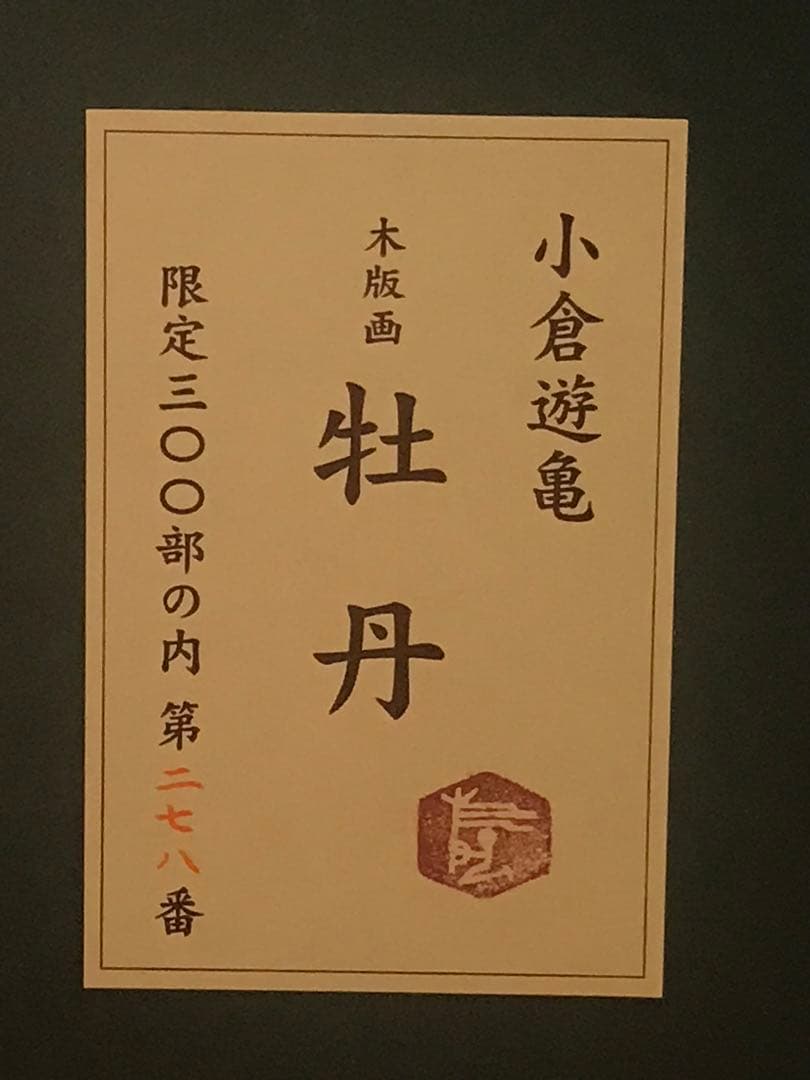 小倉遊亀
木版画 牡丹
限定三〇〇部の内 第二七八番